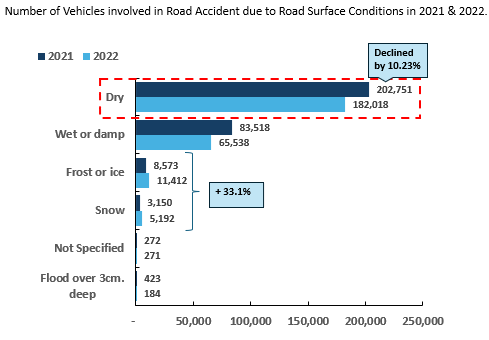 Number of Vehicles involved in Road Accident due to Road Surface Conditions in 2021 & 2022.
2021 2022
Declined
by 10.23%
Dry
202,751
182,018
Wet or damp
83,518
65,538
Frost or ice
8,573
11,412
+ 33.1%
Snow
3,150
5,192
Not Specified
272
271
Flood over 3cm.
deep
423
184
- 50,000 100,000 150,000 200,000 250,000